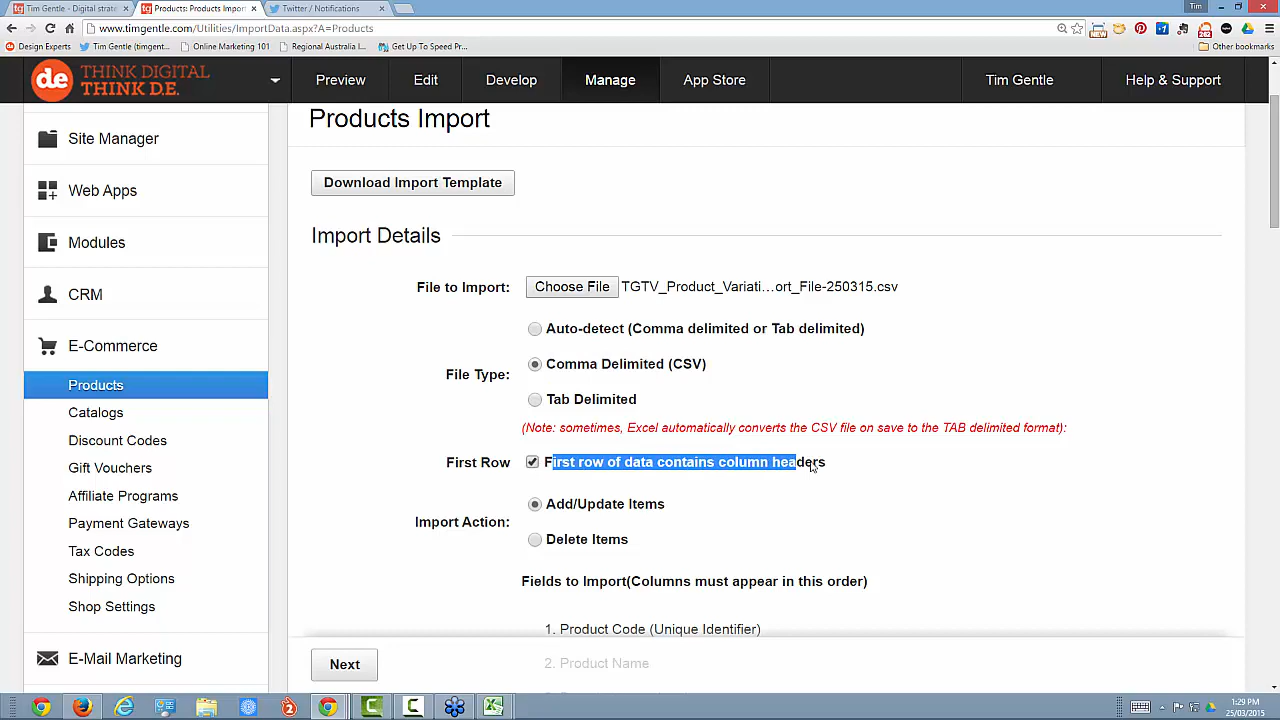 Tim Gentle - Digital strate
Products: Products Import
Twitter / Notifications
Tim
www.timgentle.com/Utilities/ImportData.aspx?A=Products
Design Experts
Tim Gentle (timgent...
Online Marketing 101
Regional Australia I...
Get Up To Speed Pr...
Other bookmarks
de
THINK DIGITAL
THINK D.E.
Preview
Edit
Develop
Manage
App Store
Tim Gentle
Help & Support
Site Manager
Web Apps
Modules
CRM
E-Commerce
Products
Catalogs
Discount Codes
Gift Vouchers
Affiliate Programs
Payment Gateways
Tax Codes
Shipping Options
Shop Settings
E-Mail Marketing
Products Import
Download Import Template
Import Details
File to Import: Choose File TGTV_Product_Variati...ort_File-250315.csv
Auto-detect (Comma delimited or Tab delimited)
File Type: Comma Delimited (CSV)
Tab Delimited
(Note: sometimes, Excel automatically converts the CSV file on save to the TAB delimited format):
First Row First row of data contains column headers
Import Action: Add/Update Items
Delete Items
Fields to Import(Columns must appear in this order)
1. Product Code (Unique Identifier)
2. Product Name
Next
1:29 PM
25/03/2015